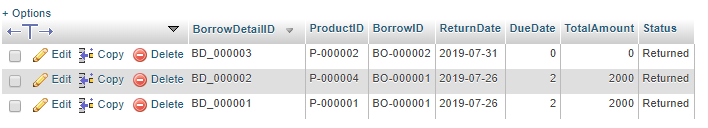 + Options
BorrowDetailID ProductID BorrowID ReturnDate DueDate TotalAmount Status
Edit Copy Delete BD_000003 P-000002 BO-000002 2019-07-31 0 0 Returned
Edit Copy Delete BD_000002 P-000004 BO-000001 2019-07-26 2 2000 Returned
Edit Copy Delete BD_000001 P-000001 BO-000001 2019-07-26 2 2000 Returned